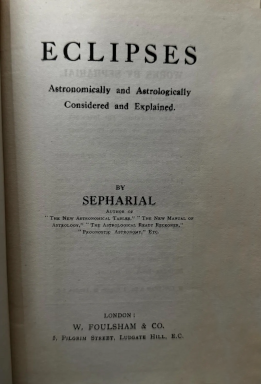 ECLIPSES
Astronomically and Astrologically
Considered and Explained.
BY
SEPHARIAL
AUTHOR OF
"THE NEW ASTRONOMICAL TABLES," "THE NEW MANUAL OF
ASTROLOGY," "THE ASTROLOGICAL READY RECKONER,"
"PROGNOSTIC ASTRONOMY," ETC.
LONDON:
W. FOULSHAM & CO.
5, PILGRIM STREET, LUDGATE HILL, E.C.